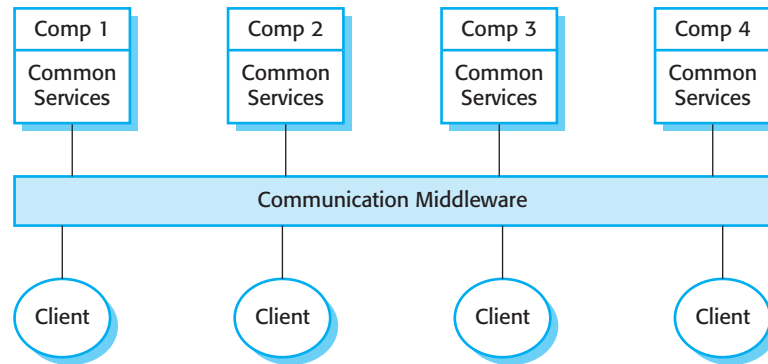 Comp 1
Common
Services
Comp 2
Common
Services
Comp 3
Common
Services
Comp 4
Common
Services
Communication Middleware
Client
Client
Client
Client